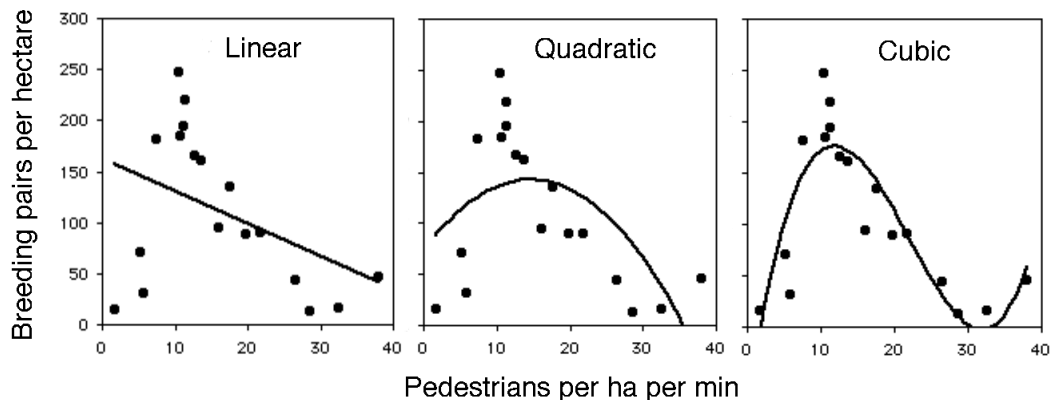 Linear
Quadratic
Cubic
Breeding pairs per hectare
300
250
200
150
100
50
0
0 10 20 30 40
0 10 20 30 40
0 10 20 30 40
Pedestrians per ha per min